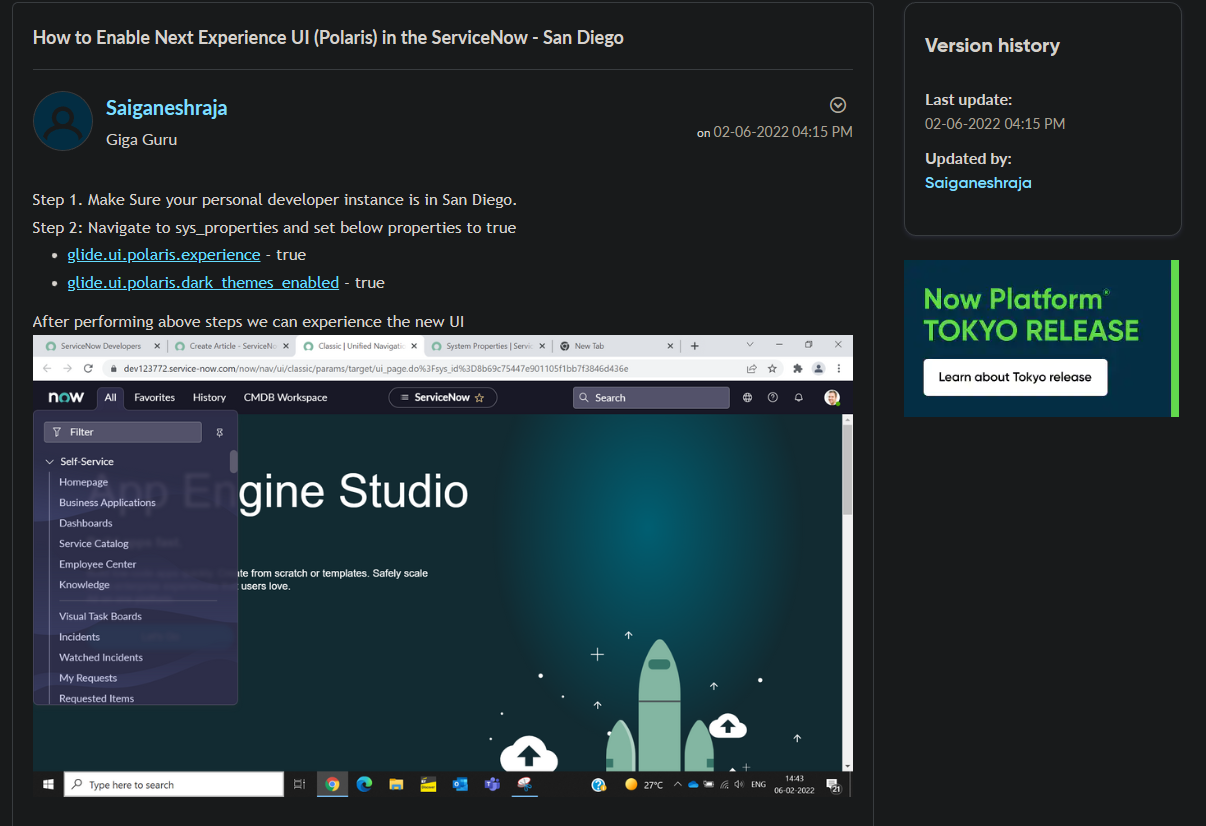 How to Enable Next Experience UI (Polaris) in the ServiceNow - San Diego
Saiganeshraja
Giga Guru
on 02-06-2022 04:15 PM
Step 1. Make Sure your personal developer instance is in San Diego.
Step 2: Navigate to sys_properties and set below properties to true
glide.ui.polaris.experience - true
glide.ui.polaris.dark_themes_enabled - true
After performing above steps we can experience the new UI
ServiceNow Developers
Create Article - ServiceNo
Classic | Unified Navigatio
System Properties | Servic
New Tab
dev123772.service-now.com/now/nav/ui/classic/params/target/ui_page.do%3Fsys_id%3D8b69c75447e901105f1bb7f3846d436e
now All Favorites History CMDB Workspace
ServiceNow
Search
Filter
Self-Service
Homepage
Business Applications
Dashboards
Service Catalog
Employee Center
Knowledge
Visual Task Boards
Incidents
Watched Incidents
My Requests
Requested Items
App Engine Studio
from scratch or templates. Safely scale
users love.
Type here to search
27°C
ENG
14:43
06-02-2022
21
Version history
Last update:
02-06-2022 04:15 PM
Updated by:
Saiganeshraja
Now Platform®
TOKYO RELEASE
Learn about Tokyo release